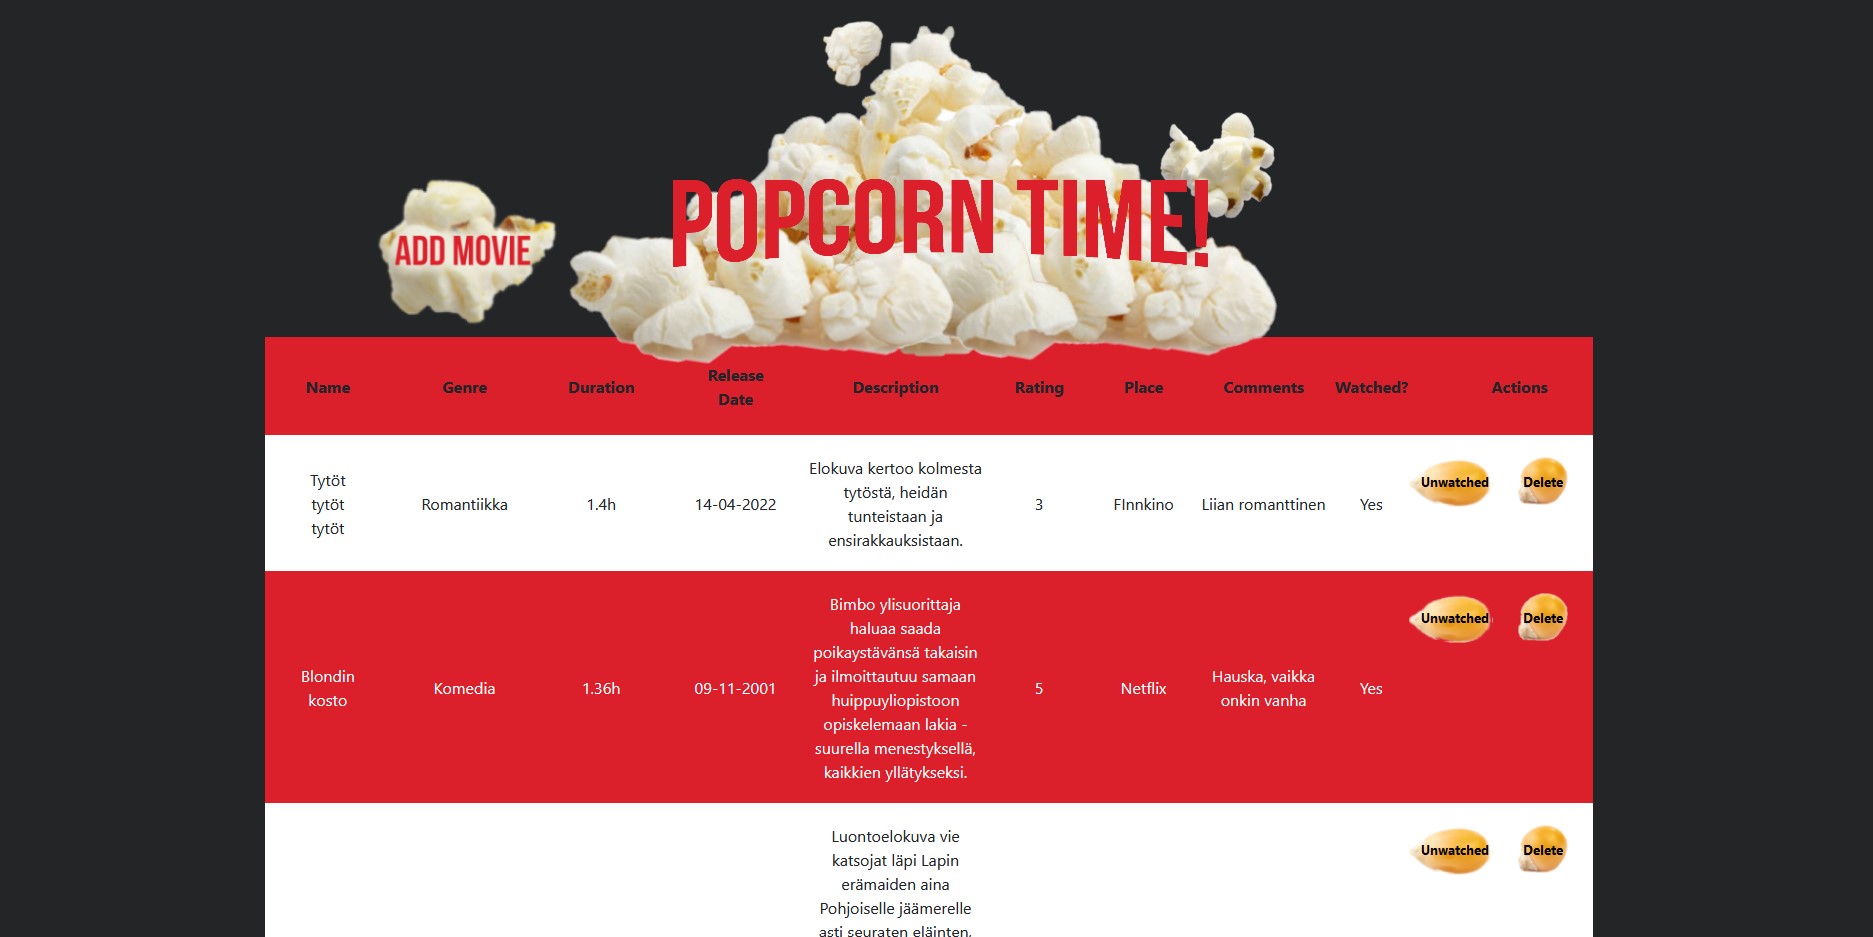 POPCORN TIME!
ADD MOVIE
Name Genre Duration Release Date Description Rating Place Comments Watched? Actions
Tytöt
tytöt
tytöt
Romantiikka
1.4h
14-04-2022
Elokuva kertoo kolmesta
tytöstä, heidän
tunteistaan ja
ensirakkauksistaan.
3
FInnkino
Liian romanttinen
Yes
Unwatched
Delete
Blondin
kosto
Komedia
1.36h
09-11-2001
Bimbo ylisuorittaja
haluaa saada
poikaystävänsä takaisin
ja ilmoittautuu samaan
huippuyliopistoon
opiskelemaan lakia -
suurella menestyksellä,
kaikkien yllätykseksi.
5
Netflix
Hauska, vaikka
onkin vanha
Yes
Unwatched
Delete
Luontoelokuva vie
katsojat läpi Lapin
erämaiden aina
Pohjoiselle jäämerelle
asti seuraten eläinten,
Unwatched
Delete